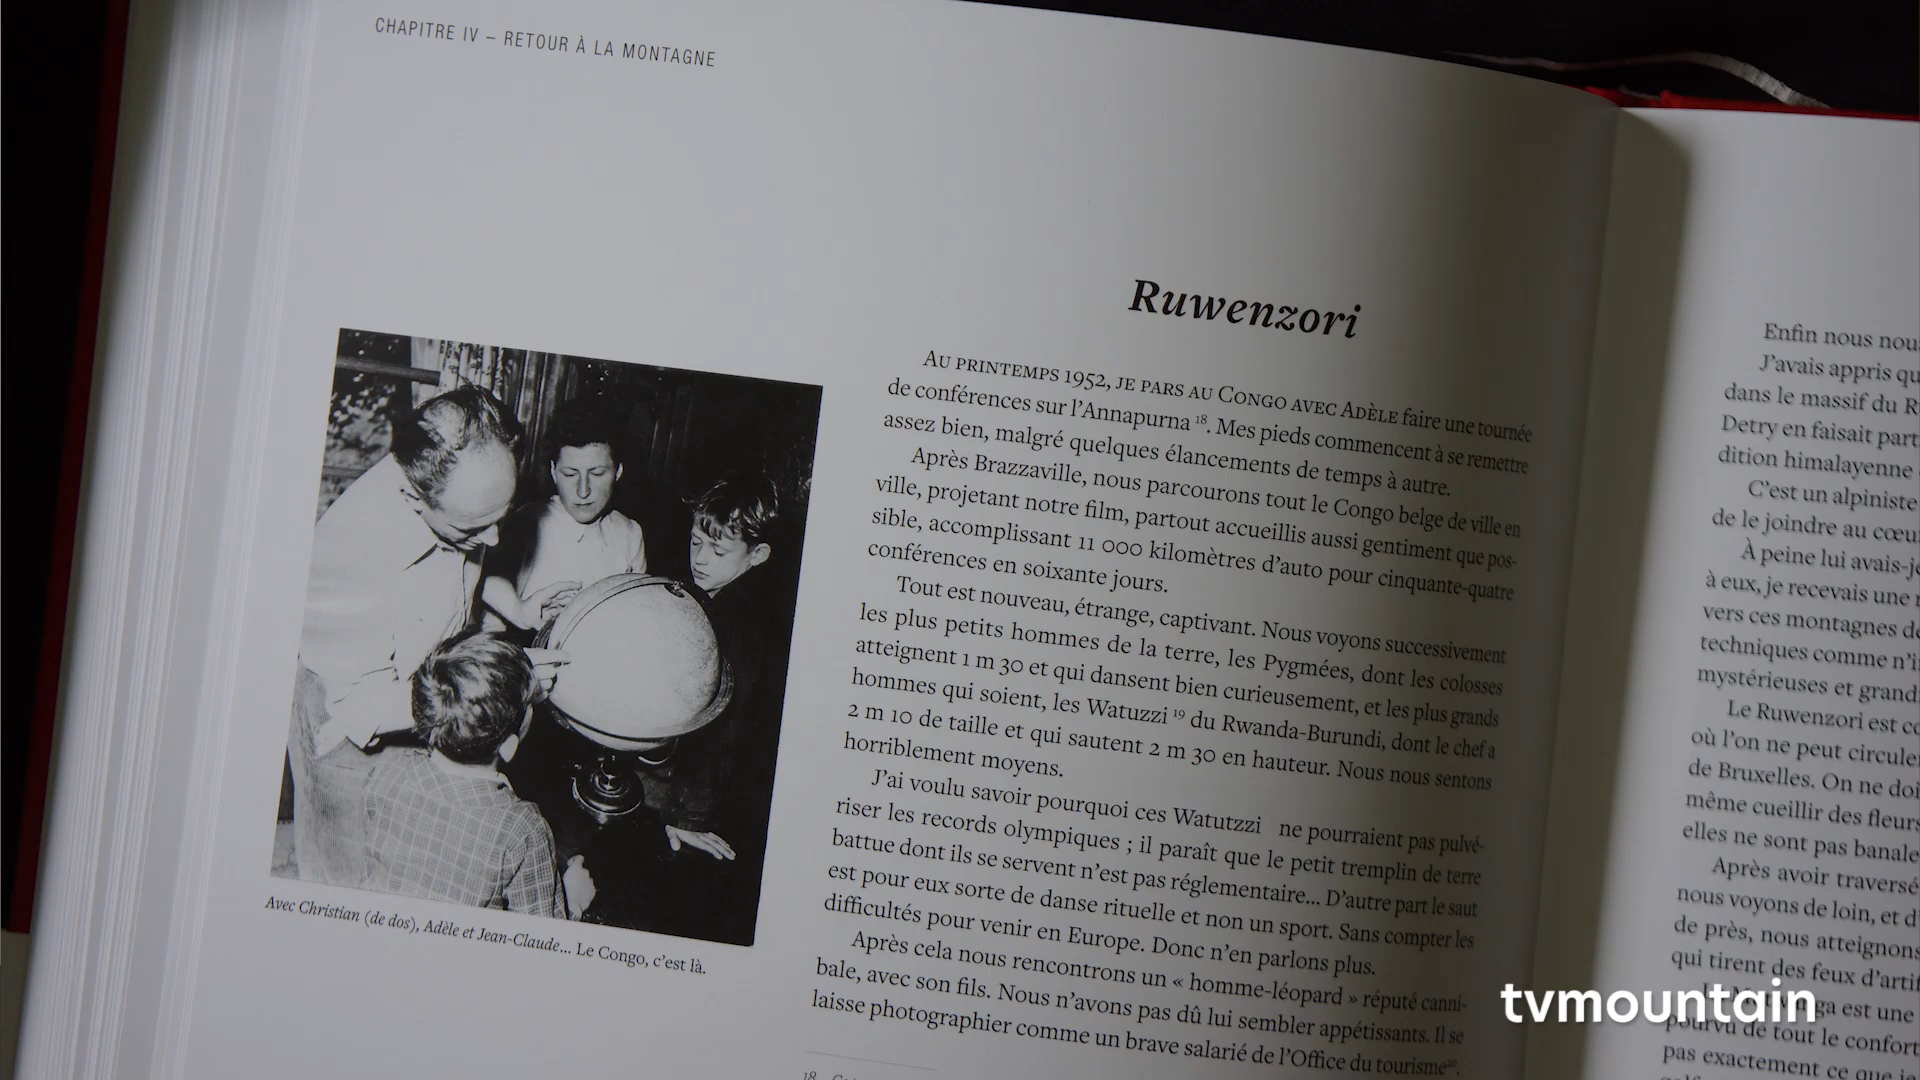 CHAPITRE IV – RETOUR À LA MONTAGNE
Ruwenzori
AU PRINTEMPS 1952, JE PARS AU CONGO AVEC ADÈLE faire une tournée
de conférences sur l'Annapurna 18. Mes pieds commencent à se remettre
assez bien, malgré quelques élancements de temps à autre.
Après Brazzaville, nous parcourons tout le Congo belge de ville en
ville, projetant notre film, partout accueillis aussi gentiment que pos-
sible, accomplissant 11 000 kilomètres d'auto pour cinquante-quatre
conférences en soixante jours.
Tout est nouveau, étrange, captivant. Nous voyons successivement
les plus petits hommes de la terre, les Pygmées, dont les colosses
atteignent 1 m 30 et qui dansent bien curieusement, et les plus grands
hommes qui soient, les Watuzzi 19 du Rwanda-Burundi, dont le chef a
2 m 10 de taille et qui sautent 2 m 30 en hauteur. Nous nous sentons
horriblement moyens.
J'ai voulu savoir pourquoi ces Watutzzi ne pourraient pas pulvé-
riser les records olympiques ; il paraît que le petit tremplin de terre
battue dont ils se servent n'est pas réglementaire... D'autre part le saut
est pour eux sorte de danse rituelle et non un sport. Sans compter les
difficultés pour venir en Europe. Donc n'en parlons plus.
Après cela nous rencontrons un « homme-léopard » réputé canni-
bale, avec son fils. Nous n'avons pas dû lui sembler appétissants. Il se
laisse photographier comme un brave salarié de l'Office du tourisme20.
18
Avec Christian (de dos), Adèle et Jean-Claude... Le Congo, c'est là.
Enfin nous
J'avais appris
dans le massif du
Detry en faisait
dition himalayenne
C'est un alpiniste
de le joindre au
À peine lui
à eux, je recevais une
vers ces montagnes
techniques comme
mystérieuses et
Le Ruwenzori est
où l'on ne peut
de Bruxelles. On ne
même cueillir des fleurs
elles ne sont pas
Après avoir
nous voyons de loin, et
de près, nous
qui tirent des feux
est une
pourvu de tout le
pas exactement ce que
tvmountain